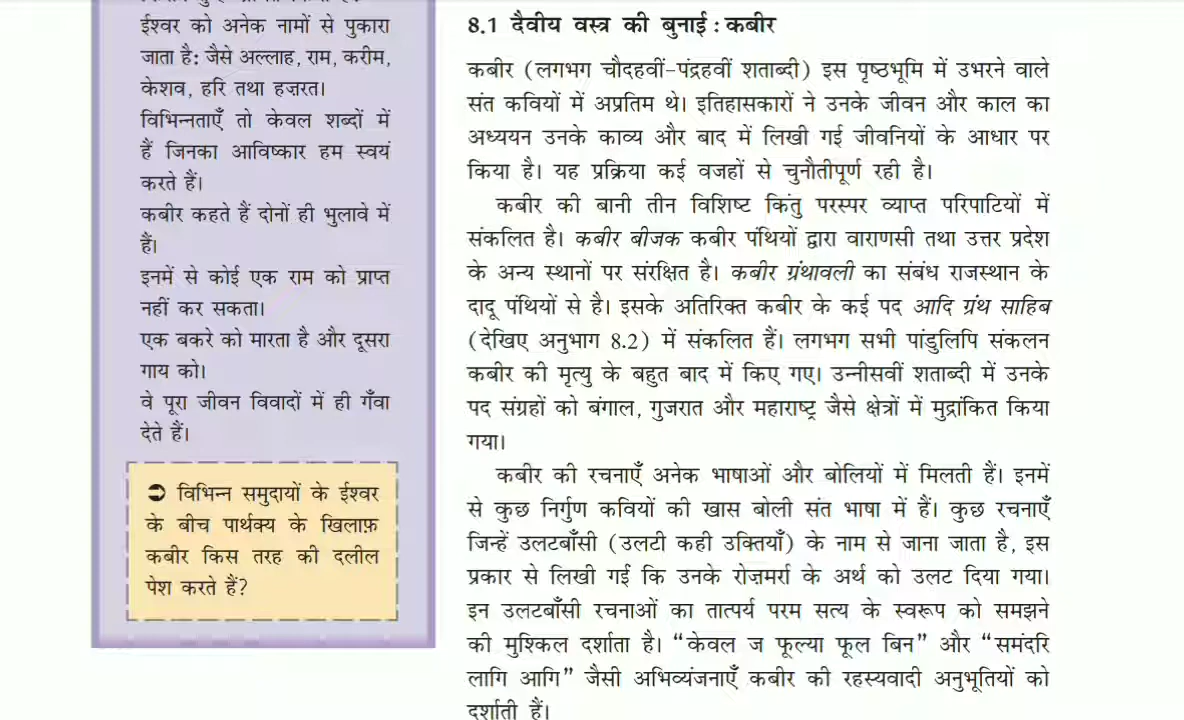 ईश्वर को अनेक नामों से पुकारा
जाता है: जैसे अल्लाह, राम, करीम,
केशव, हरि तथा हज़रत।
विभिन्नताएँ तो केवल शब्दों में
हैं जिनका आविष्कार हम स्वयं
करते हैं।
कबीर कहते हैं दोनों ही भुलावे में
हैं।
इनमें से कोई एक राम को प्राप्त
नहीं कर सकता।
एक बकरे को मारता है और दूसरा
गाय को।
वे पूरा जीवन विवादों में ही गँवा
देते हैं।
➲ विभिन्न समुदायों के ईश्वर
के बीच पार्थक्य के खिलाफ़
कबीर किस तरह की दलील
पेश करते हैं?
8.1 दैवीय वस्त्र की बुनाई : कबीर
कबीर (लगभग चौदहवीं-पंद्रहवीं शताब्दी) इस पृष्ठभूमि में उभरने वाले
संत कवियों में अप्रतिम थे। इतिहासकारों ने उनके जीवन और काल का
अध्ययन उनके काव्य और बाद में लिखी गई जीवनियों के आधार पर
किया है। यह प्रक्रिया कई वजहों से चुनौतीपूर्ण रही है।
कबीर की बानी तीन विशिष्ट किंतु परस्पर व्याप्त परिपाटियों में
संकलित है। कबीर बीजक कबीर पंथियों द्वारा वाराणसी तथा उत्तर प्रदेश
के अन्य स्थानों पर संरक्षित है। कबीर ग्रंथावली का संबंध राजस्थान के
दादू पंथियों से है। इसके अतिरिक्त कबीर के कई पद आदि ग्रंथ साहिब
(देखिए अनुभाग 8.2) में संकलित हैं। लगभग सभी पांडुलिपि संकलन
कबीर की मृत्यु के बहुत बाद में किए गए। उन्नीसवीं शताब्दी में उनके
पद संग्रहों को बंगाल, गुजरात और महाराष्ट्र जैसे क्षेत्रों में मुद्रांकित किया
गया।
कबीर की रचनाएँ अनेक भाषाओं और बोलियों में मिलती हैं। इनमें
से कुछ निर्गुण कवियों की खास बोली संत भाषा में हैं। कुछ रचनाएँ
जिन्हें उलटबाँसी (उलटी कही उक्तियाँ) के नाम से जाना जाता है, इस
प्रकार से लिखी गई कि उनके रोज़मर्रा के अर्थ को उलट दिया गया।
इन उलटबाँसी रचनाओं का तात्पर्य परम सत्य के स्वरूप को समझने
की मुश्किल दर्शाता है। “केवल ज फूल्या फूल बिन” और “समंदरि
लागि आगि” जैसी अभिव्यंजनाएँ कबीर की रहस्यवादी अनुभूतियों को
दर्शाती हैं।